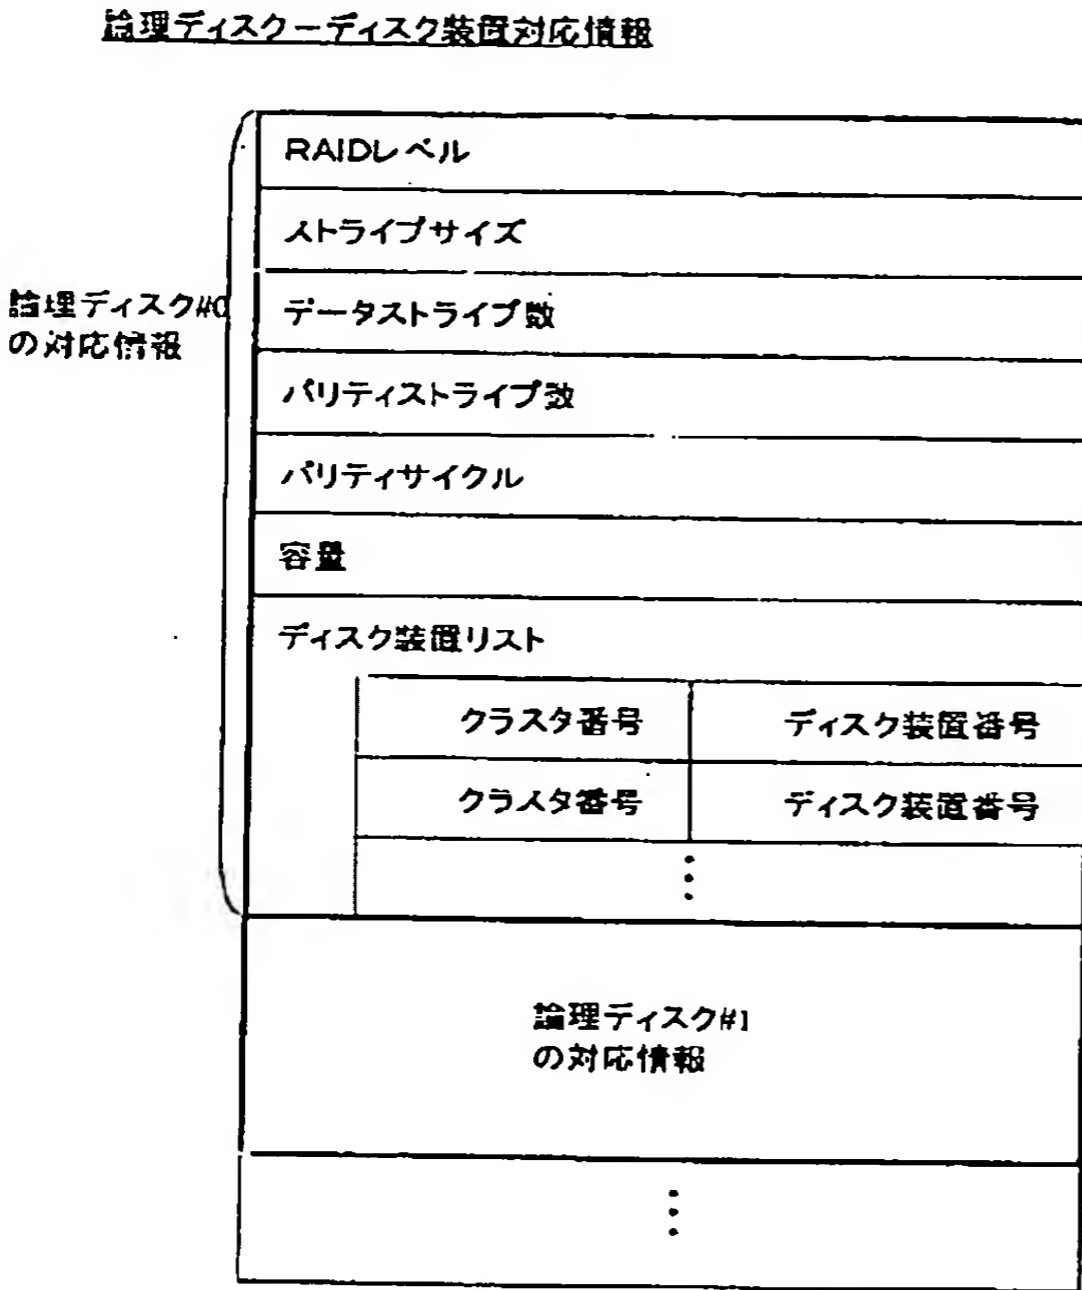 論理ディスクーディスク装置対応情報
RAIDレベル
ストライプサイズ
論理ディスク#0
の対応情報
データストライプ数
パリティストライプ数
パリティサイクル
容量
ディスク装置リスト
クラスタ番号 ディスク装置番号
クラスタ番号 ディスク装置番号
⋮
論理ディスク#1
の対応情報
⋮